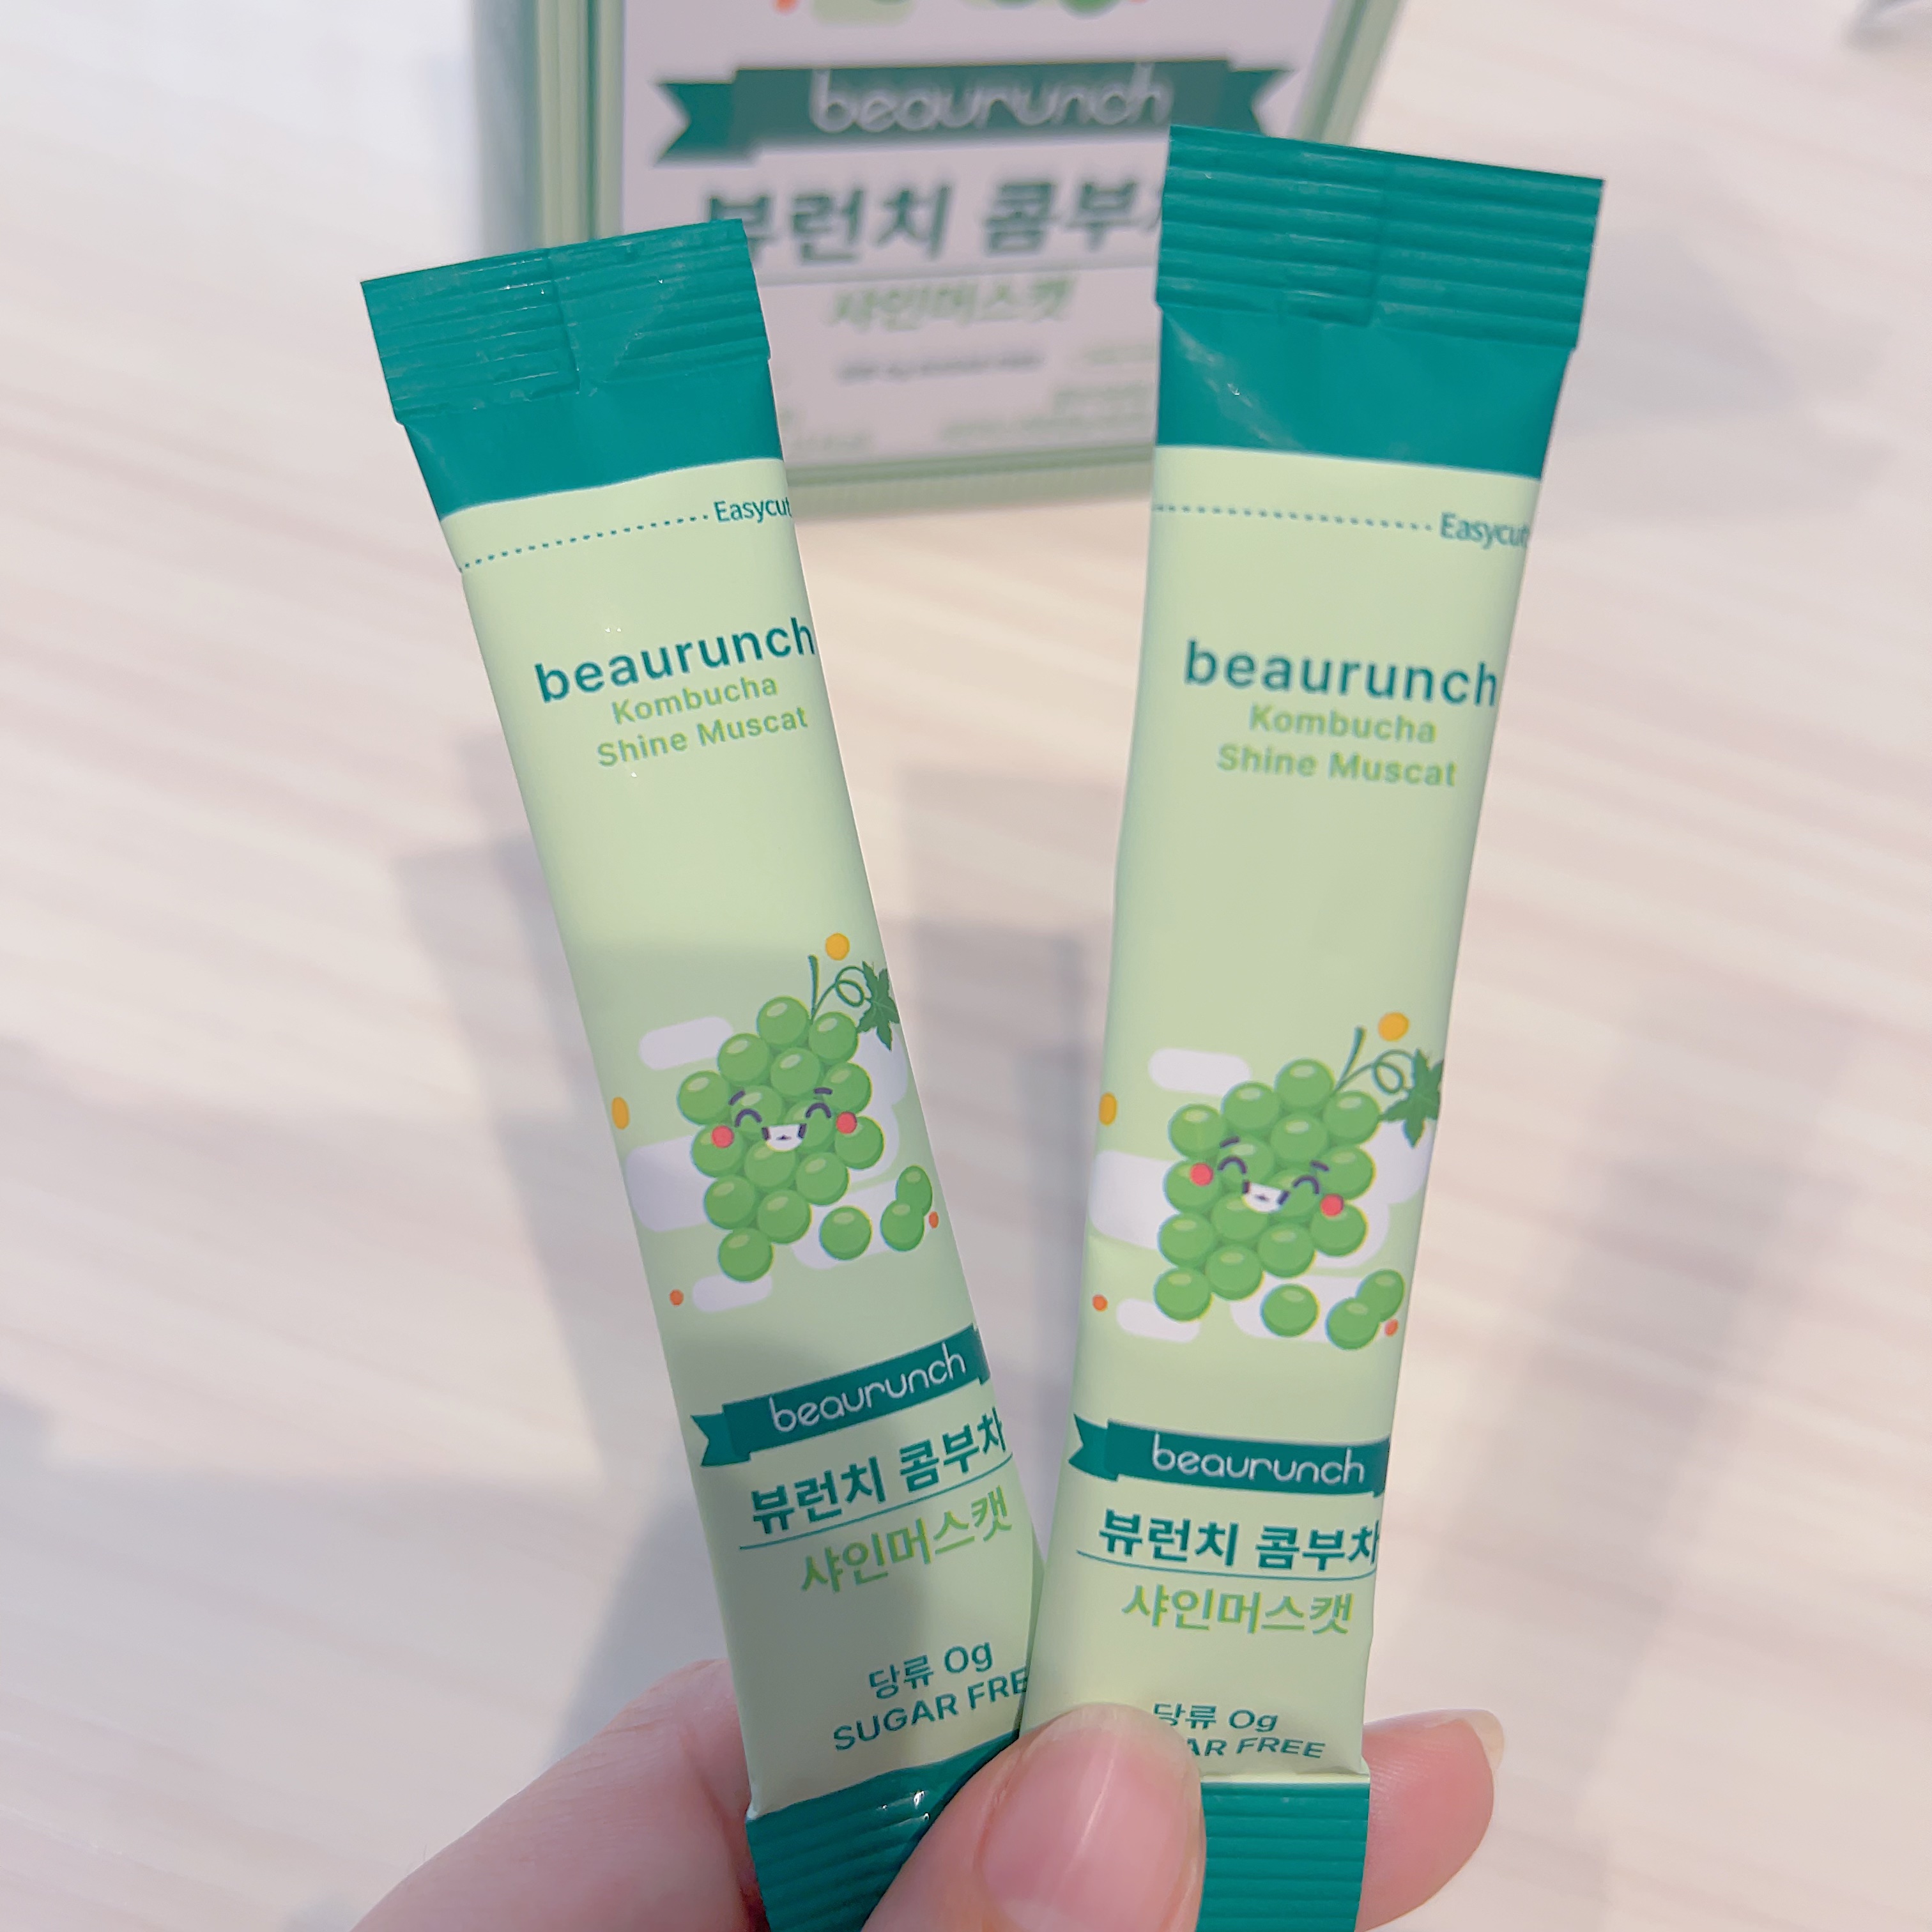 beaurunch
뷰런치 콤부
샤인머스캣
Easycut
beaurunch
Kombucha
Shine Muscat
beaurunch
뷰런치 콤부차
샤인머스캣
당류 0g
SUGAR FRE
Easycut
beaurunch
Kombucha
Shine Muscat
beaurunch
뷰런치 콤부차
샤인머스캣
당류 0g
AR FREE